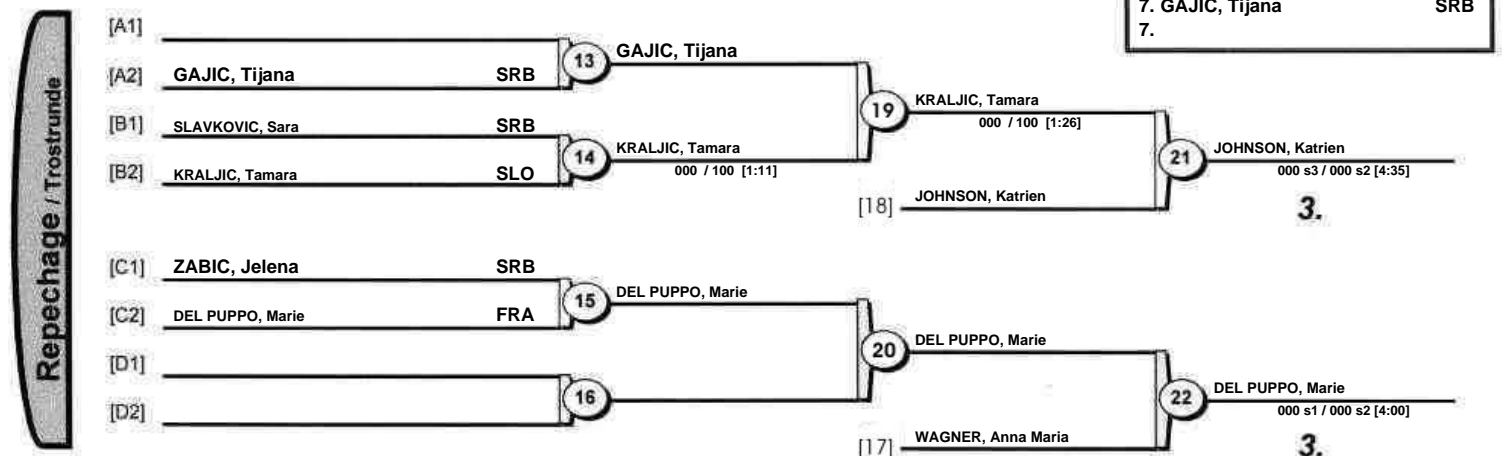 7. GAJIC, Tijana SRB
7.
Repechage / Trostrunde
[A1]
[A2] GAJIC, Tijana SRB
13 GAJIC, Tijana
[B1] SLAVKOVIC, Sara SRB
[B2] KRALJIC, Tamara SLO
14 KRALJIC, Tamara
000 / 100 [1:11]
19 KRALJIC, Tamara
000 / 100 [1:26]
[18] JOHNSON, Katrien
21 JOHNSON, Katrien
000 s3 / 000 s2 [4:35]
3.
[C1] ZABIC, Jelena SRB
[C2] DEL PUPPO, Marie FRA
15 DEL PUPPO, Marie
[D1]
[D2]
16
20 DEL PUPPO, Marie
[17] WAGNER, Anna Maria
22 DEL PUPPO, Marie
000 s1 / 000 s2 [4:00]
3.